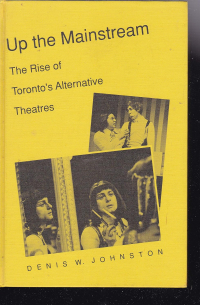 Up the Mainstream
The Rise of
Toronto's Alternative
Theatres
DENIS W. JOHNSTON